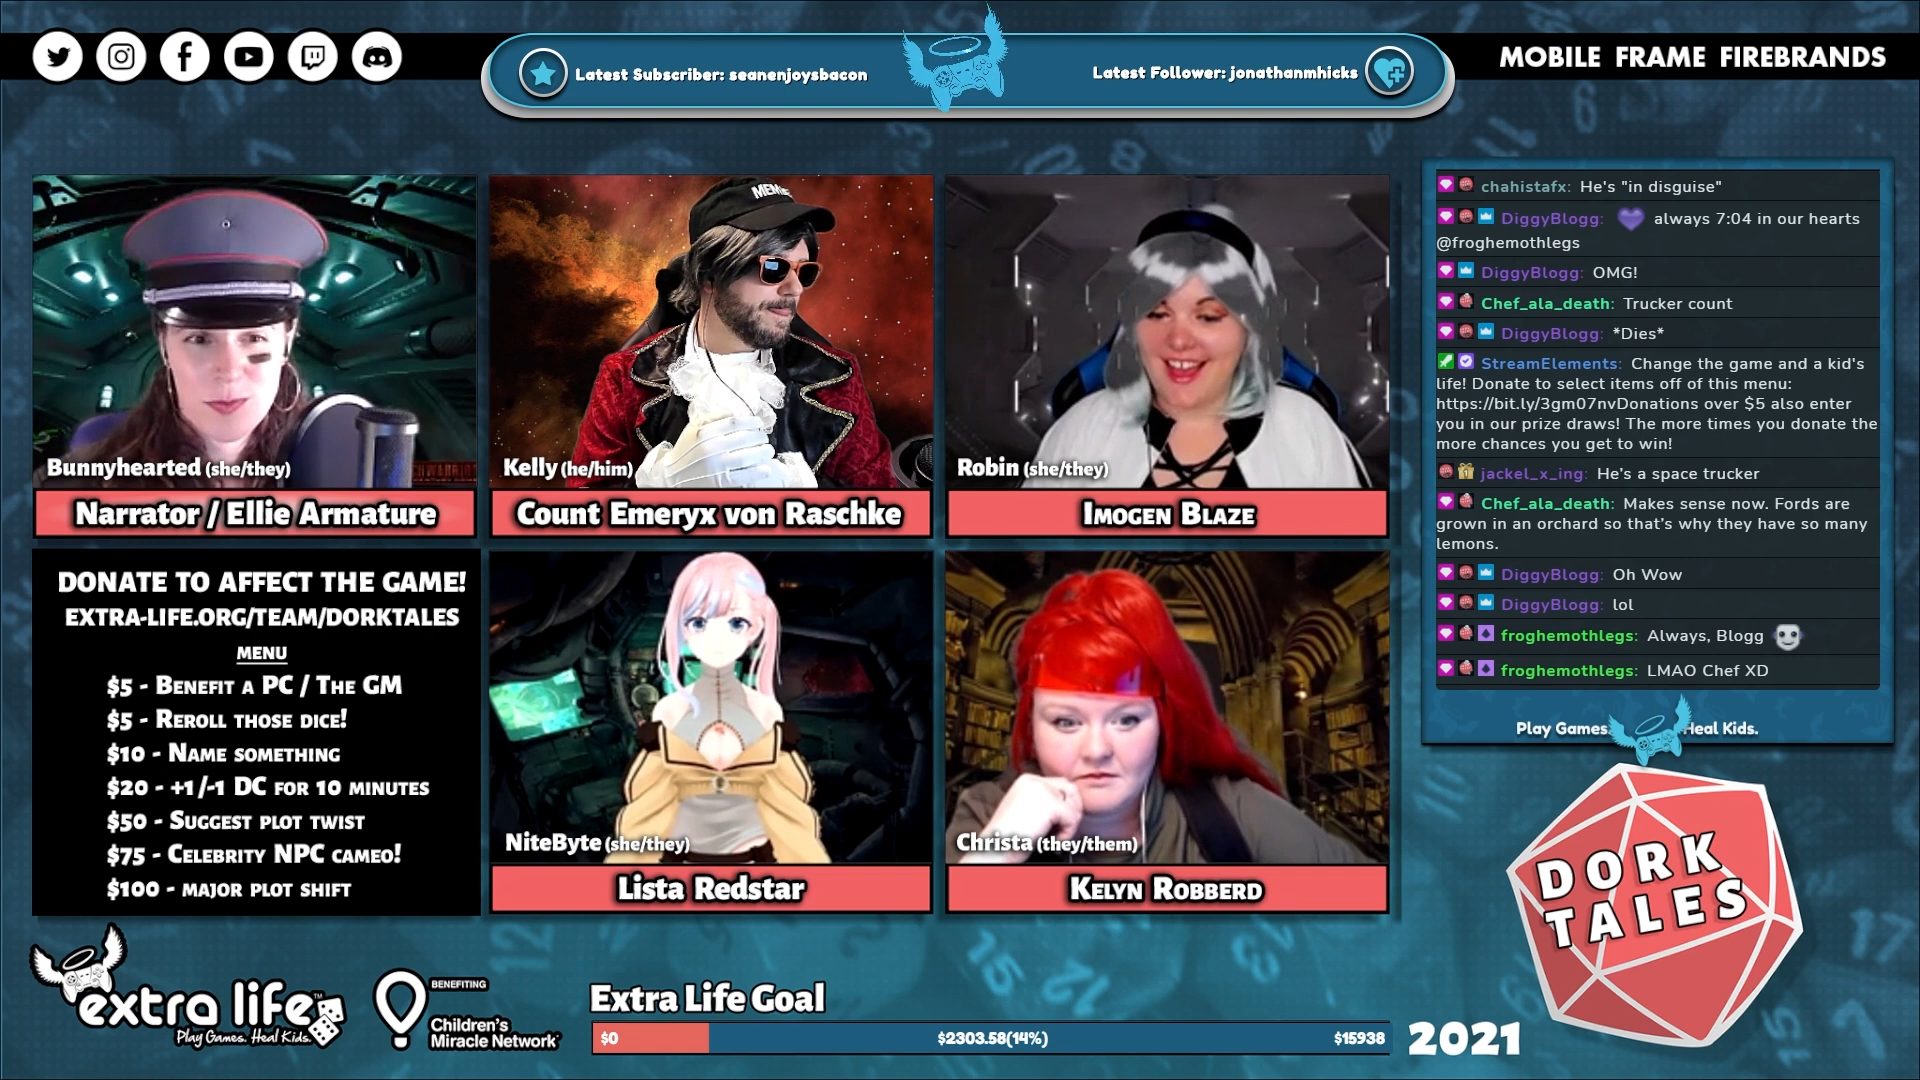 Latest Subscriber: seanenjoysbacon
Latest Follower: jonathanmhicks
MOBILE FRAME FIREBRANDS
Bunnyhearted (she/they)
Narrator / Ellie Armature
MEMES
Kelly (he/him)
Count Emeryx von Raschke
Robin (she/they)
Imogen Blaze
DONATE TO AFFECT THE GAME!
EXTRA-LIFE.ORG/TEAM/DORKTALES
MENU
$5 - Benefit a PC / The GM
$5 - Reroll those dice!
$10 - Name something
$20 - +1/-1 DC for 10 minutes
$50 - Suggest plot twist
$75 - Celebrity NPC cameo!
$100 - major plot shift
NiteByte (she/they)
Lista Redstar
Christa (they/them)
Kelyn Robberd
chahistafx: He's "in disguise"
DiggyBlogg: always 7:04 in our hearts
@froghemothlegs
DiggyBlogg: OMG!
Chef_ala_death: Trucker count
DiggyBlogg: *Dies*
StreamElements: Change the game and a kid's
life! Donate to select items off of this menu:
https://bit.ly/3gm07nvDonations over $5 also enter
you in our prize draws! The more times you donate the
more chances you get to win!
jackel_x_ing: He's a space trucker
Chef_ala_death: Makes sense now. Fords are
grown in an orchard so that's why they have so many
lemons.
DiggyBlogg: Oh Wow
DiggyBlogg: lol
froghemothlegs: Always, Blogg
froghemothlegs: LMAO Chef XD
Play Games. Heal Kids.
DORK
TALES
extra life™
Play Games. Heal Kids.
BENEFITING
Children's
Miracle Network
Extra Life Goal
$0
$2303.58(14%)
$15938
2021